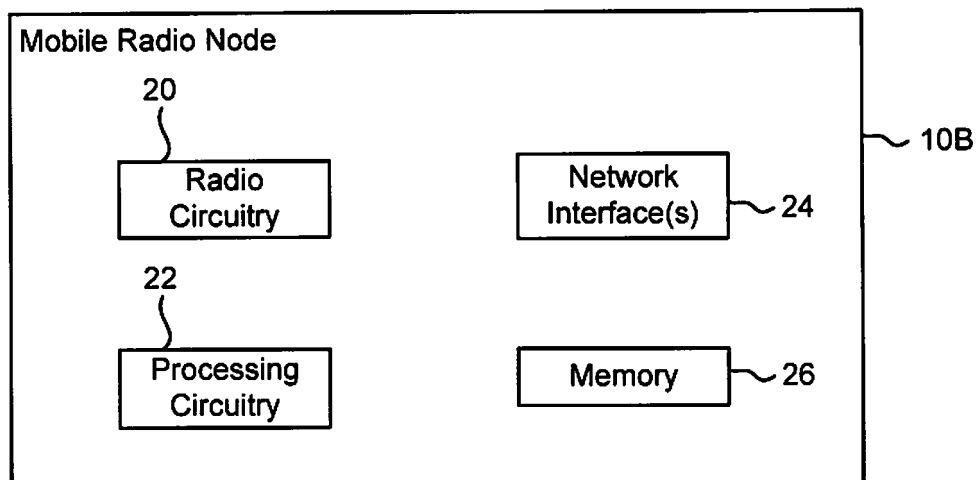 Mobile Radio Node
20
10B
Radio
Circuitry
Network
Interface(s)
24
22
Processing
Circuitry
Memory
26